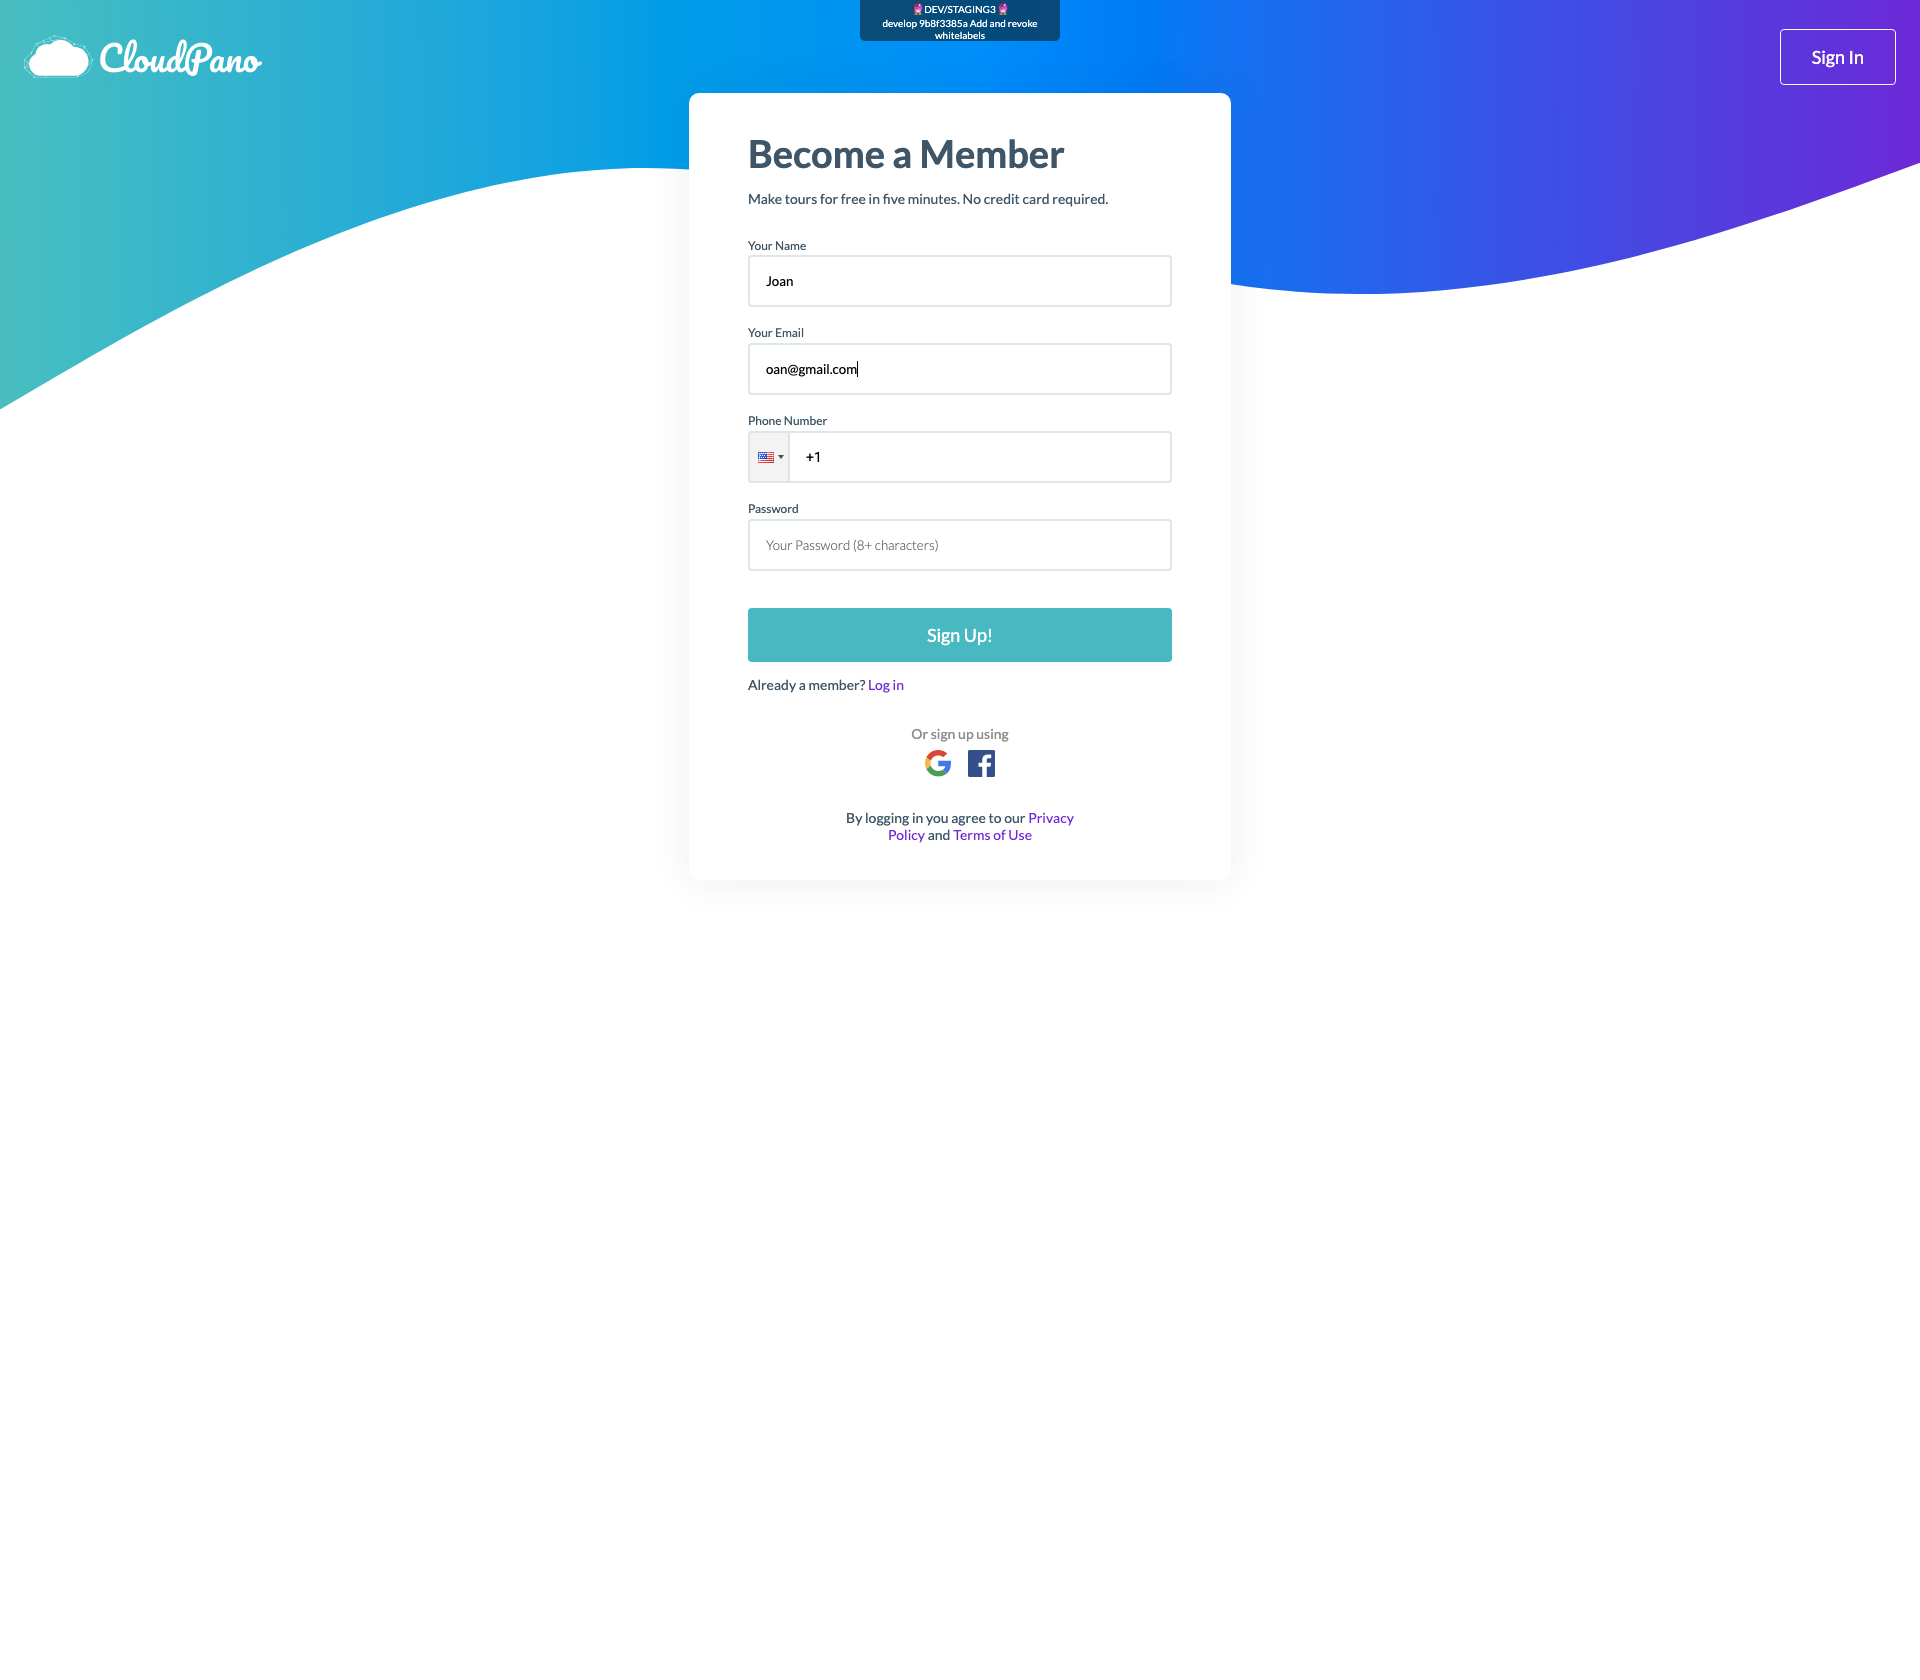 🔮DEV/STAGING3🔮
develop 9b8f3385a Add and revoke
whitelabels
CloudPano
Sign In
Become a Member
Make tours for free in five minutes. No credit card required.
Your Name
Joan
Your Email
oan@gmail.com
Phone Number
+1
Password
Your Password (8+ characters)
Sign Up!
Already a member? Log in
Or sign up using
By logging in you agree to our Privacy
Policy and Terms of Use